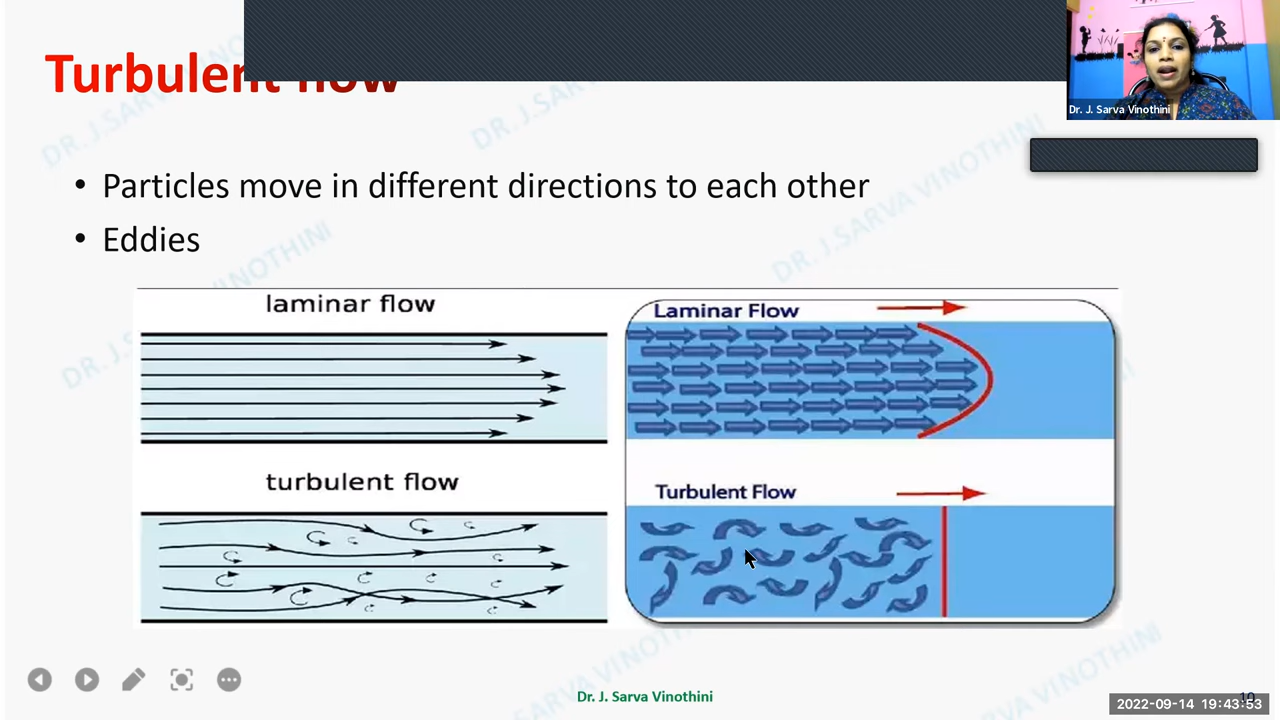 Turbulent flow
Dr. J. Sarva Vinothini
• Particles move in different directions to each other
• Eddies
laminar flow
Laminar Flow
turbulent flow
Turbulent Flow
Dr. J. Sarva Vinothini
10
2022-09-14 19:43:53
DR. J.SARVA VINOTHINI